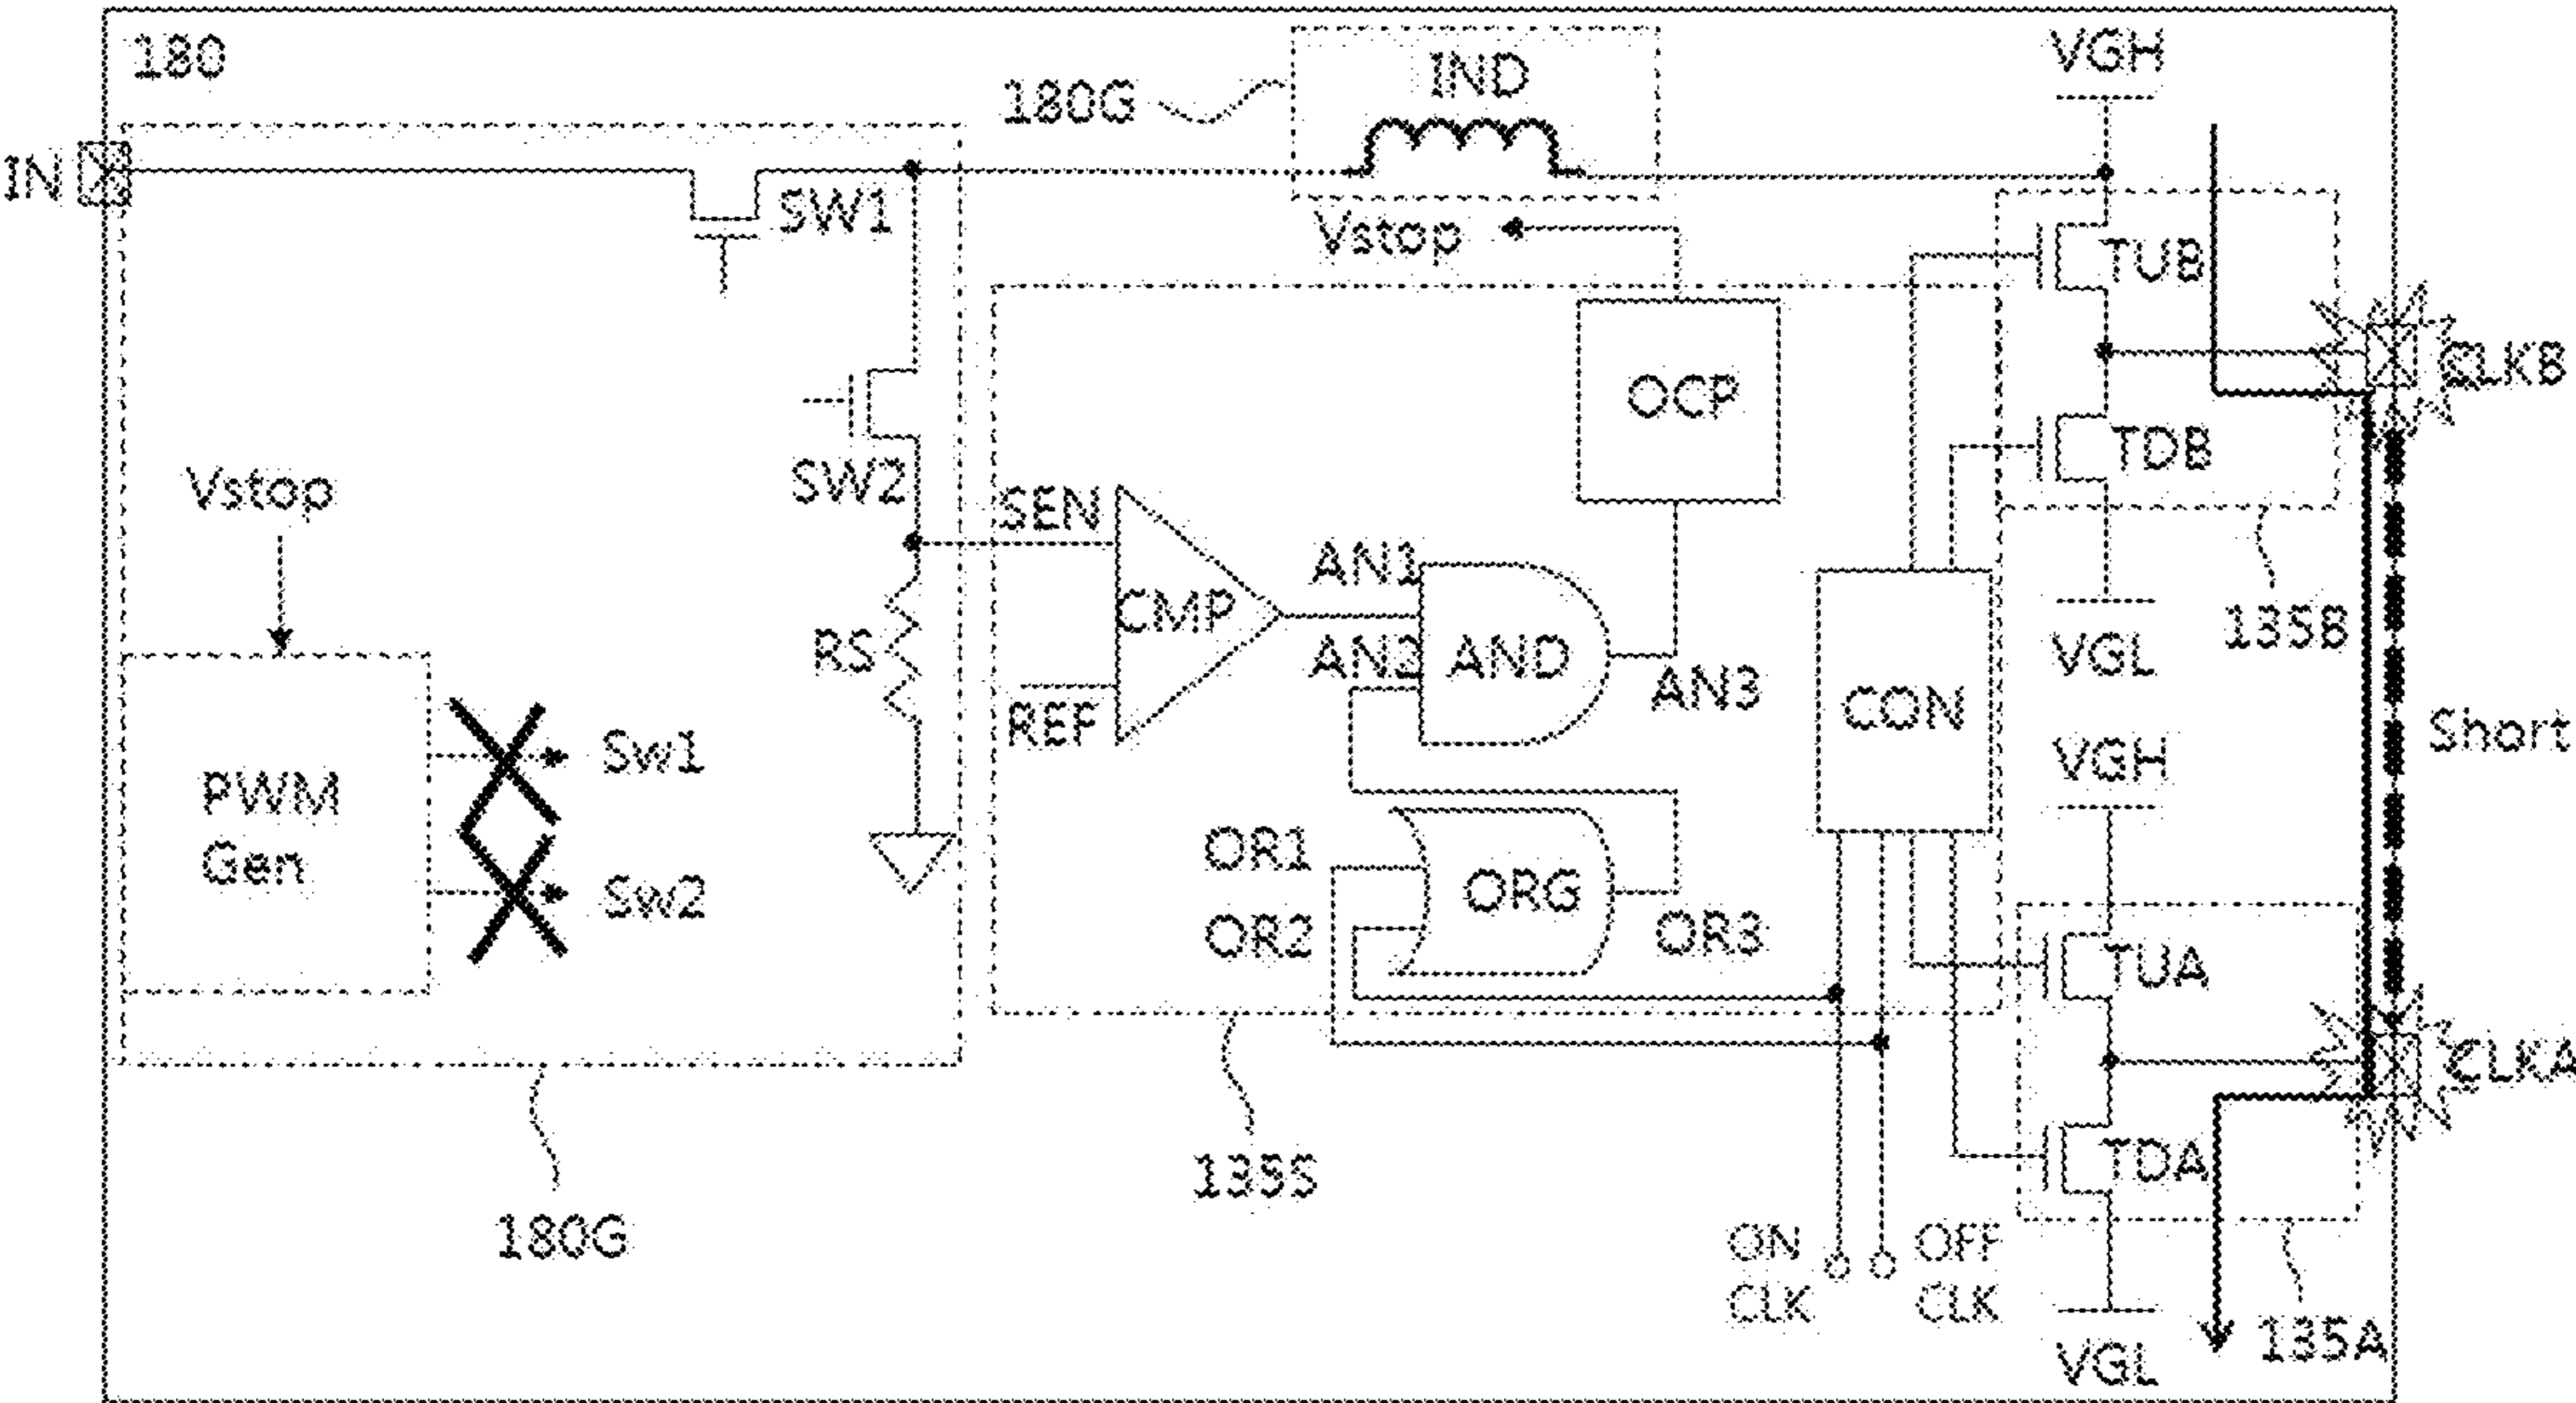 180
180G
IND
VGH
IN
SW1
Vstop
TUB
CLKB
OCP
TDB
SW2
Vstop
SEN
AN1
CMP
135B
RS
AN2
AND
VGL
AN3
CON
REF
Short
Sw1
VGH
PWM
Gen
OR1
ORG
Sw2
OR2
OR3
TUA
CLKA
TDA
135S
180G
ON
CLK
OFF
CLK
135A
VGL